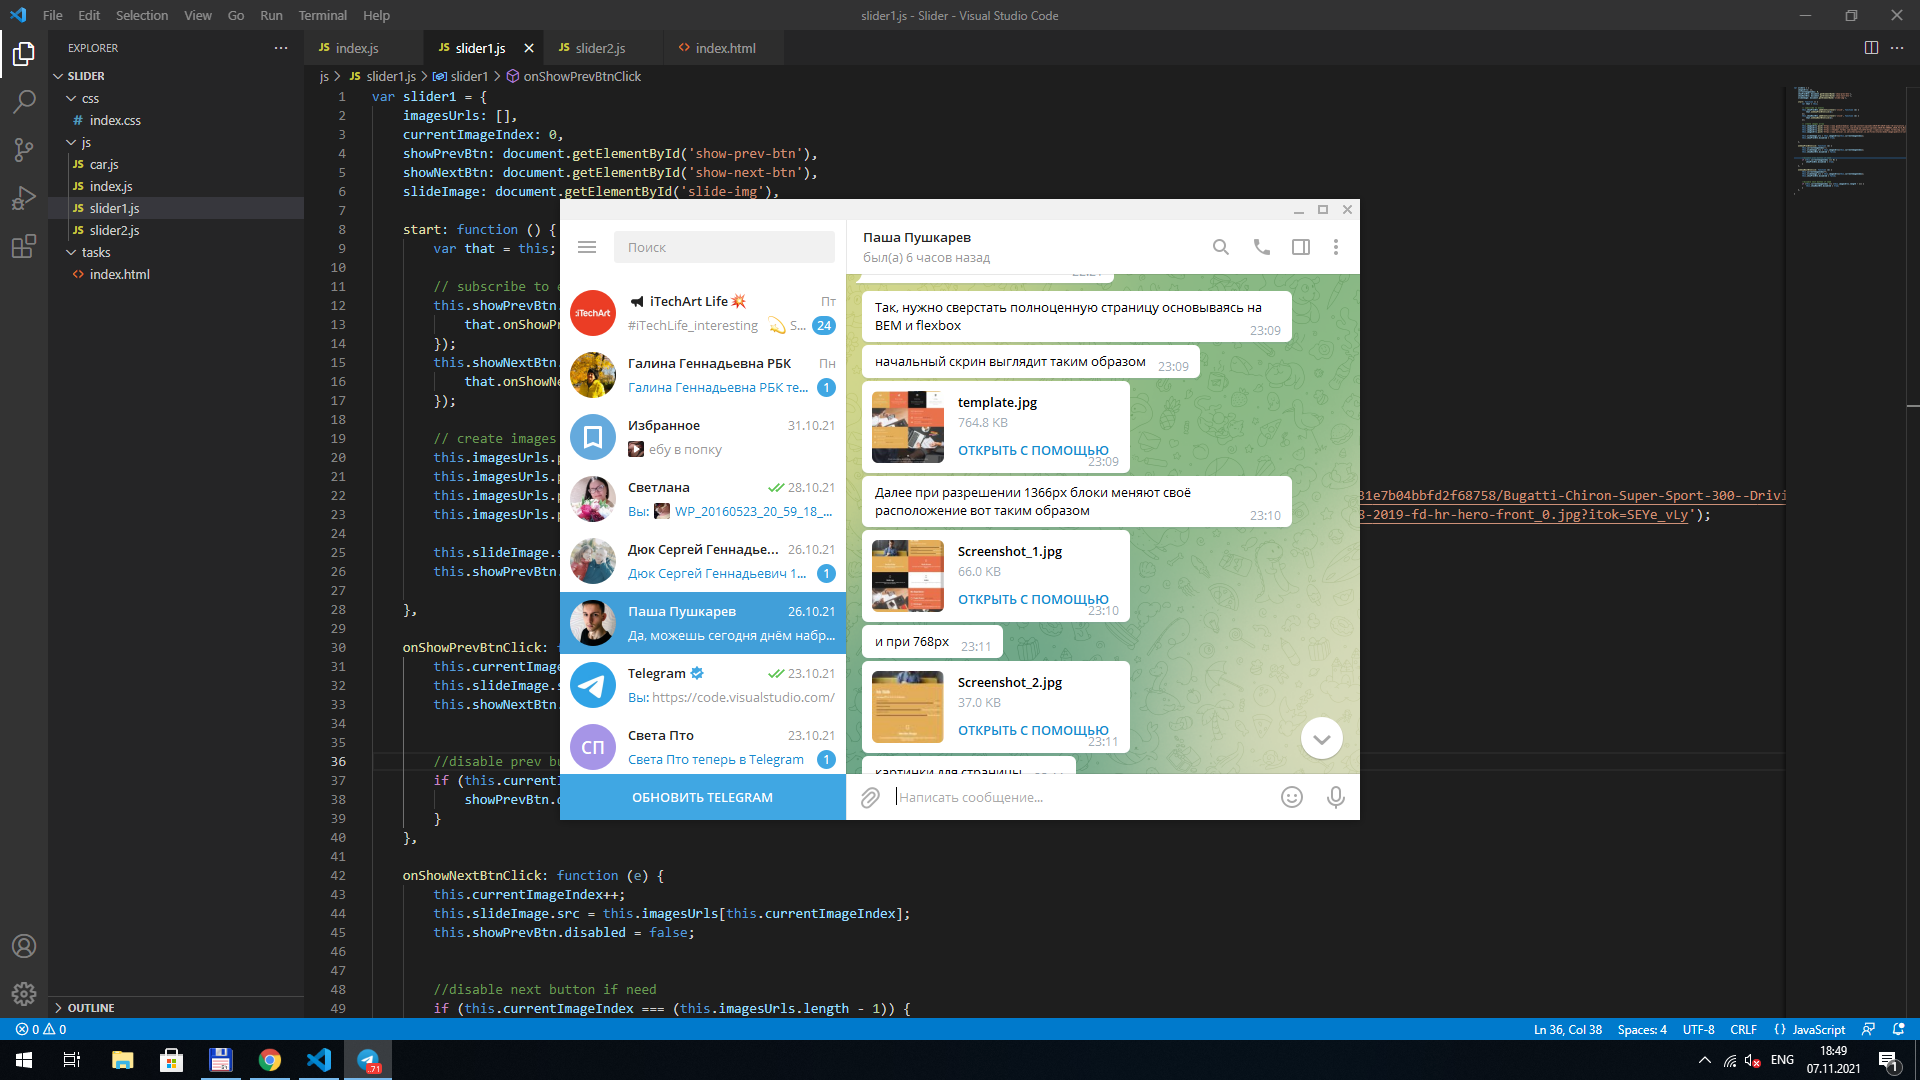 File Edit Selection View Go Run Terminal Help
slider1.js - Slider - Visual Studio Code
EXPLORER
SLIDER
css
# index.css
js
JS car.js
JS index.js
JS slider1.js
JS slider2.js
tasks
<> index.html
OUTLINE
JS index.js
JS slider1.js
JS slider2.js
<> index.html
js > JS slider1.js > slider1 > onShowPrevBtnClick
1 var slider1 = {
2 imagesUrls: [],
3 currentImageIndex: 0,
4 showPrevBtn: document.getElementById('show-prev-btn'),
5 showNextBtn: document.getElementById('show-next-btn'),
6 slideImage: document.getElementById('slide-img'),
7
8 start: function () {
9 var that = this;
10
11 // subscribe to
12 this.showPrevBtn.
13 that.onShowPr
14 });
15 this.showNextBtn.
16 that.onShowNe
17 });
18
19 // create images
20 this.imagesUrls.p
21 this.imagesUrls.p
22 this.imagesUrls.p 31e7b04bbfd2f68758/Bugatti-Chiron-Super-Sport-300--Drivi
23 this.imagesUrls.p 3-2019-fd-hr-hero-front_0.jpg?itok=SEYe_vLy');
24
25 this.slideImage.s
26 this.showPrevBtn.
27
28 },
29
30 onShowPrevBtnClick: f
31 this.currentImage
32 this.slideImage.s
33 this.showNextBtn.
34
35
36 //disable prev bu
37 if (this.currentI
38 showPrevBtn.d
39 }
40 },
41
42 onShowNextBtnClick: function (e) {
43 this.currentImageIndex++;
44 this.slideImage.src = this.imagesUrls[this.currentImageIndex];
45 this.showPrevBtn.disabled = false;
46
47
48 //disable next button if need
49 if (this.currentImageIndex === (this.imagesUrls.length - 1)) {
Поиск
iTechArt
iTechArt Life Пт
#iTechLife_interesting S... 24
Галина Геннадьевна РБК Пн
Галина Геннадьевна РБК те... 1
Избранное 31.10.21
ебу в попку
Светлана 28.10.21
Вы: WP_20160523_20_59_18_...
Дюк Сергей Геннадье... 26.10.21
Дюк Сергей Геннадьевич 1... 1
Паша Пушкарев 26.10.21
Да, можешь сегодня днём набр...
Telegram 23.10.21
Вы: https://code.visualstudio.com/
СП
Света Пто 23.10.21
Света Пто теперь в Telegram 1
ОБНОВИТЬ TELEGRAM
Паша Пушкарев
был(а) 6 часов назад
Так, нужно сверстать полноценную страницу основываясь на
BEM и flexbox 23:09
начальный скрин выглядит таким образом 23:09
template.jpg
764.8 KB
ОТКРЫТЬ С ПОМОЩЬЮ
23:09
Далее при разрешении 1366px блоки меняют своё
расположение вот таким образом 23:10
Screenshot_1.jpg
66.0 KB
ОТКРЫТЬ С ПОМОЩЬЮ
23:10
и при 768px 23:11
Screenshot_2.jpg
37.0 KB
ОТКРЫТЬ С ПОМОЩЬЮ
23:11
картинки для страницы
Написать сообщение...
0 0
Ln 36, Col 38 Spaces: 4 UTF-8 CRLF {} JavaScript
71
ENG
18:49
07.11.2021
1